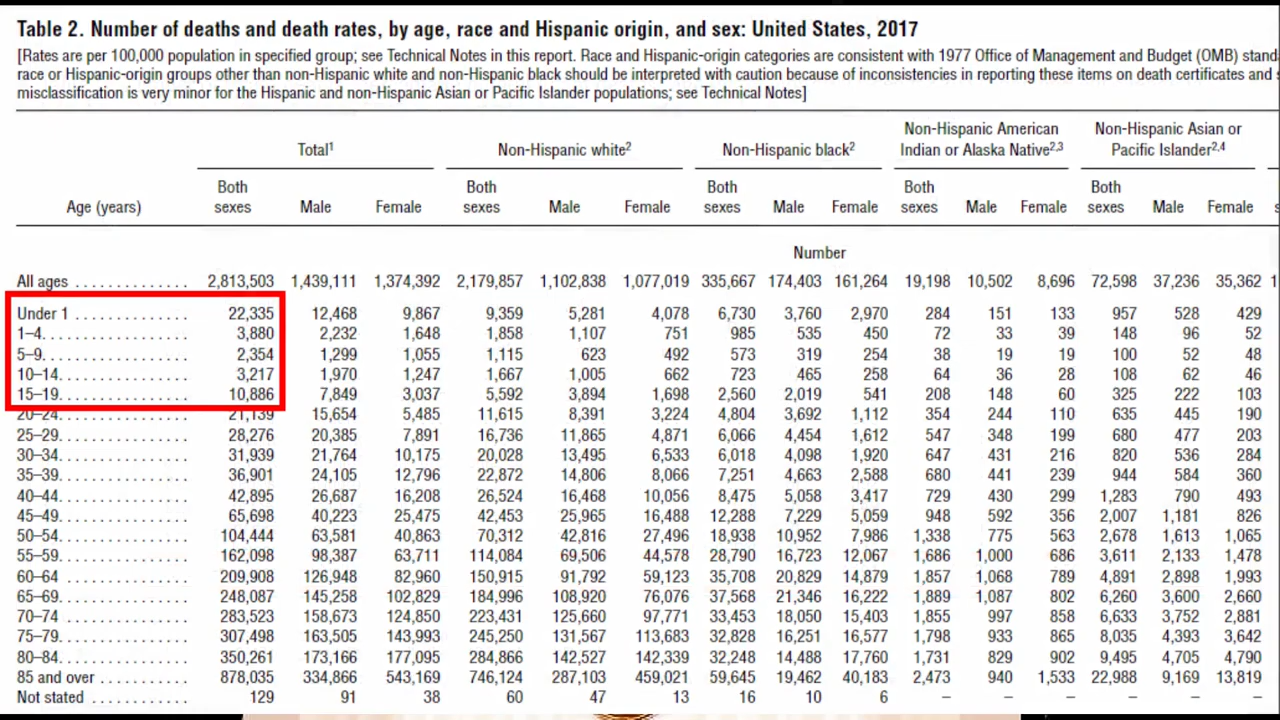 Table 2. Number of deaths and death rates, by age, race and Hispanic origin, and sex: United States, 2017
[Rates are per 100,000 population in specified group; see Technical Notes in this report. Race and Hispanic-origin categories are consistent with 1977 Office of Management and Budget (OMB)
race or Hispanic-origin groups other than non-Hispanic white and non-Hispanic black should be interpreted with caution because of inconsistencies in reporting these items on death certificates and
misclassification is very minor for the Hispanic and non-Hispanic Asian or Pacific Islander populations; see Technical Notes]
Total1 Non-Hispanic white2 Non-Hispanic black2 Non-Hispanic American Indian or Alaska Native2,3 Non-Hispanic Asian or Pacific Islander2,4
Age (years) Both sexes Male Female Both sexes Male Female Both sexes Male Female Both sexes Male Female Both sexes Male Female
Number
All ages . . . . . . . . . . . . . . 2,813,503 1,439,111 1,374,392 2,179,857 1,102,838 1,077,019 335,667 174,403 161,264 19,198 10,502 8,696 72,598 37,236 35,362
Under 1 . . . . . . . . . . . . . . 22,335 12,468 9,867 9,359 5,281 4,078 6,730 3,760 2,970 284 151 133 957 528 429
1–4. . . . . . . . . . . . . . . . . . 3,880 2,232 1,648 1,858 1,107 751 985 535 450 72 33 39 148 96 52
5–9. . . . . . . . . . . . . . . . . . 2,354 1,299 1,055 1,115 623 492 573 319 254 38 19 19 100 52 48
10–14. . . . . . . . . . . . . . . . 3,217 1,970 1,247 1,667 1,005 662 723 465 258 64 36 28 108 62 46
15–19. . . . . . . . . . . . . . . . 10,886 7,849 3,037 5,592 3,894 1,698 2,560 2,019 541 208 148 60 325 222 103
20–24. . . . . . . . . . . . . . . . 21,139 15,654 5,485 11,615 8,391 3,224 4,804 3,692 1,112 354 244 110 635 445 190
25–29. . . . . . . . . . . . . . . . 28,276 20,385 7,891 16,736 11,865 4,871 6,066 4,454 1,612 547 348 199 680 477 203
30–34. . . . . . . . . . . . . . . . 31,939 21,764 10,175 20,028 13,495 6,533 6,018 4,098 1,920 647 431 216 820 536 284
35–39. . . . . . . . . . . . . . . . 36,901 24,105 12,796 22,872 14,806 8,066 7,251 4,663 2,588 680 441 239 944 584 360
40–44. . . . . . . . . . . . . . . . 42,895 26,687 16,208 26,524 16,468 10,056 8,475 5,058 3,417 729 430 299 1,283 790 493
45–49. . . . . . . . . . . . . . . . 65,698 40,223 25,475 42,453 25,965 16,488 12,288 7,229 5,059 948 592 356 2,007 1,181 826
50–54. . . . . . . . . . . . . . . . 104,444 63,581 40,863 70,312 42,816 27,496 18,938 10,952 7,986 1,338 775 563 2,678 1,613 1,065
55–59. . . . . . . . . . . . . . . . 162,098 98,387 63,711 114,084 69,506 44,578 28,790 16,723 12,067 1,686 1,000 686 3,611 2,133 1,478
60–64 . . . . . . . . . . . . . . . . 209,908 126,948 82,960 150,915 91,792 59,123 35,708 20,829 14,879 1,857 1,068 789 4,891 2,898 1,993
65–69. . . . . . . . . . . . . . . . 248,087 145,258 102,829 184,996 108,920 76,076 37,568 21,346 16,222 1,889 1,087 802 6,260 3,600 2,660
70–74 . . . . . . . . . . . . . . . . 283,523 158,673 124,850 223,431 125,660 97,771 33,453 18,050 15,403 1,855 997 858 6,633 3,752 2,881
75–79. . . . . . . . . . . . . . . . 307,498 163,505 143,993 245,250 131,567 113,683 32,828 16,251 16,577 1,798 933 865 8,035 4,393 3,642
80–84. . . . . . . . . . . . . . . . 350,261 173,166 177,095 284,866 142,527 142,339 32,248 14,488 17,760 1,731 829 902 9,495 4,705 4,790
85 and over . . . . . . . . . . . 878,035 334,866 543,169 746,124 287,103 459,021 59,645 19,462 40,183 2,473 940 1,533 22,988 9,169 13,819
Not stated . . . . . . . . . . . . 129 91 38 60 47 13 16 10 6 – – – – – –